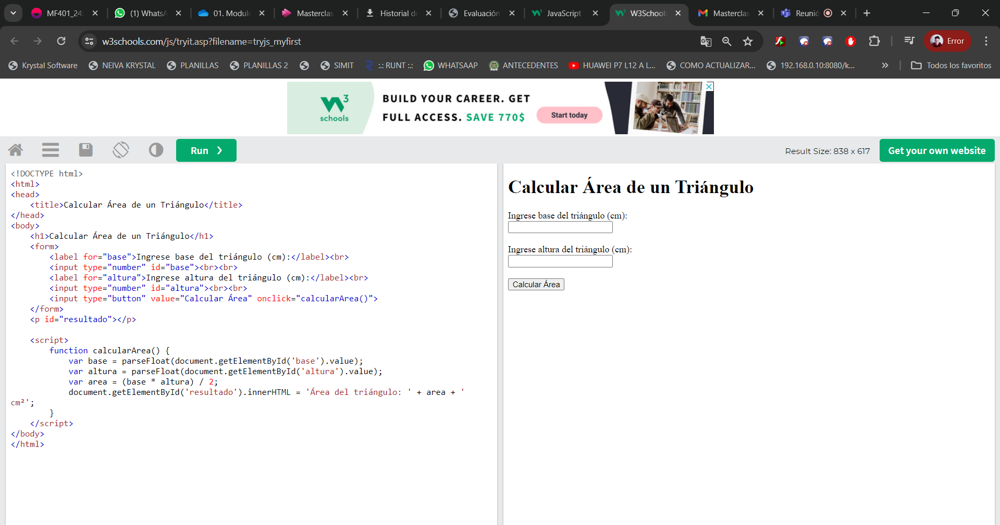 MF401_24
(1) WhatsA
01. Modulo
Masterclas
Historial de
Evaluación
JavaScript
W3Schools
Masterclas
Reunió
w3schools.com/js/tryit.asp?filename=tryjs_myfirst
Error
Krystal Software
NEIVA KRYSTAL
PLANILLAS
PLANILLAS 2
SIMIT
.:: RUNT ::.
WHATSAAP
ANTECEDENTES
HUAWEI P7 L12 A L...
COMO ACTUALIZAR...
192.168.0.10:8080/k...
Todos los favoritos
W3
schools
BUILD YOUR CAREER. GET
FULL ACCESS. SAVE 770$
Start today
Run ❯
Result Size: 838 x 617
Get your own website
<!DOCTYPE html>
<html>
<head>
    <title>Calcular Área de un Triángulo</title>
</head>
<body>
    <h1>Calcular Área de un Triángulo</h1>
    <form>
        <label for="base">Ingrese base del triángulo (cm):</label><br>
        <input type="number" id="base"><br><br>
        <label for="altura">Ingrese altura del triángulo (cm):</label><br>
        <input type="number" id="altura"><br><br>
        <input type="button" value="Calcular Área" onclick="calcularArea()">
    </form>
    <p id="resultado"></p>
    <script>
        function calcularArea() {
            var base = parseFloat(document.getElementById('base').value);
            var altura = parseFloat(document.getElementById('altura').value);
            var area = (base * altura) / 2;
            document.getElementById('resultado').innerHTML = 'Área del triángulo: ' + area + '
cm²';
        }
    </script>
</body>
</html>
Calcular Área de un Triángulo
Ingrese base del triángulo (cm):
Ingrese altura del triángulo (cm):
Calcular Área